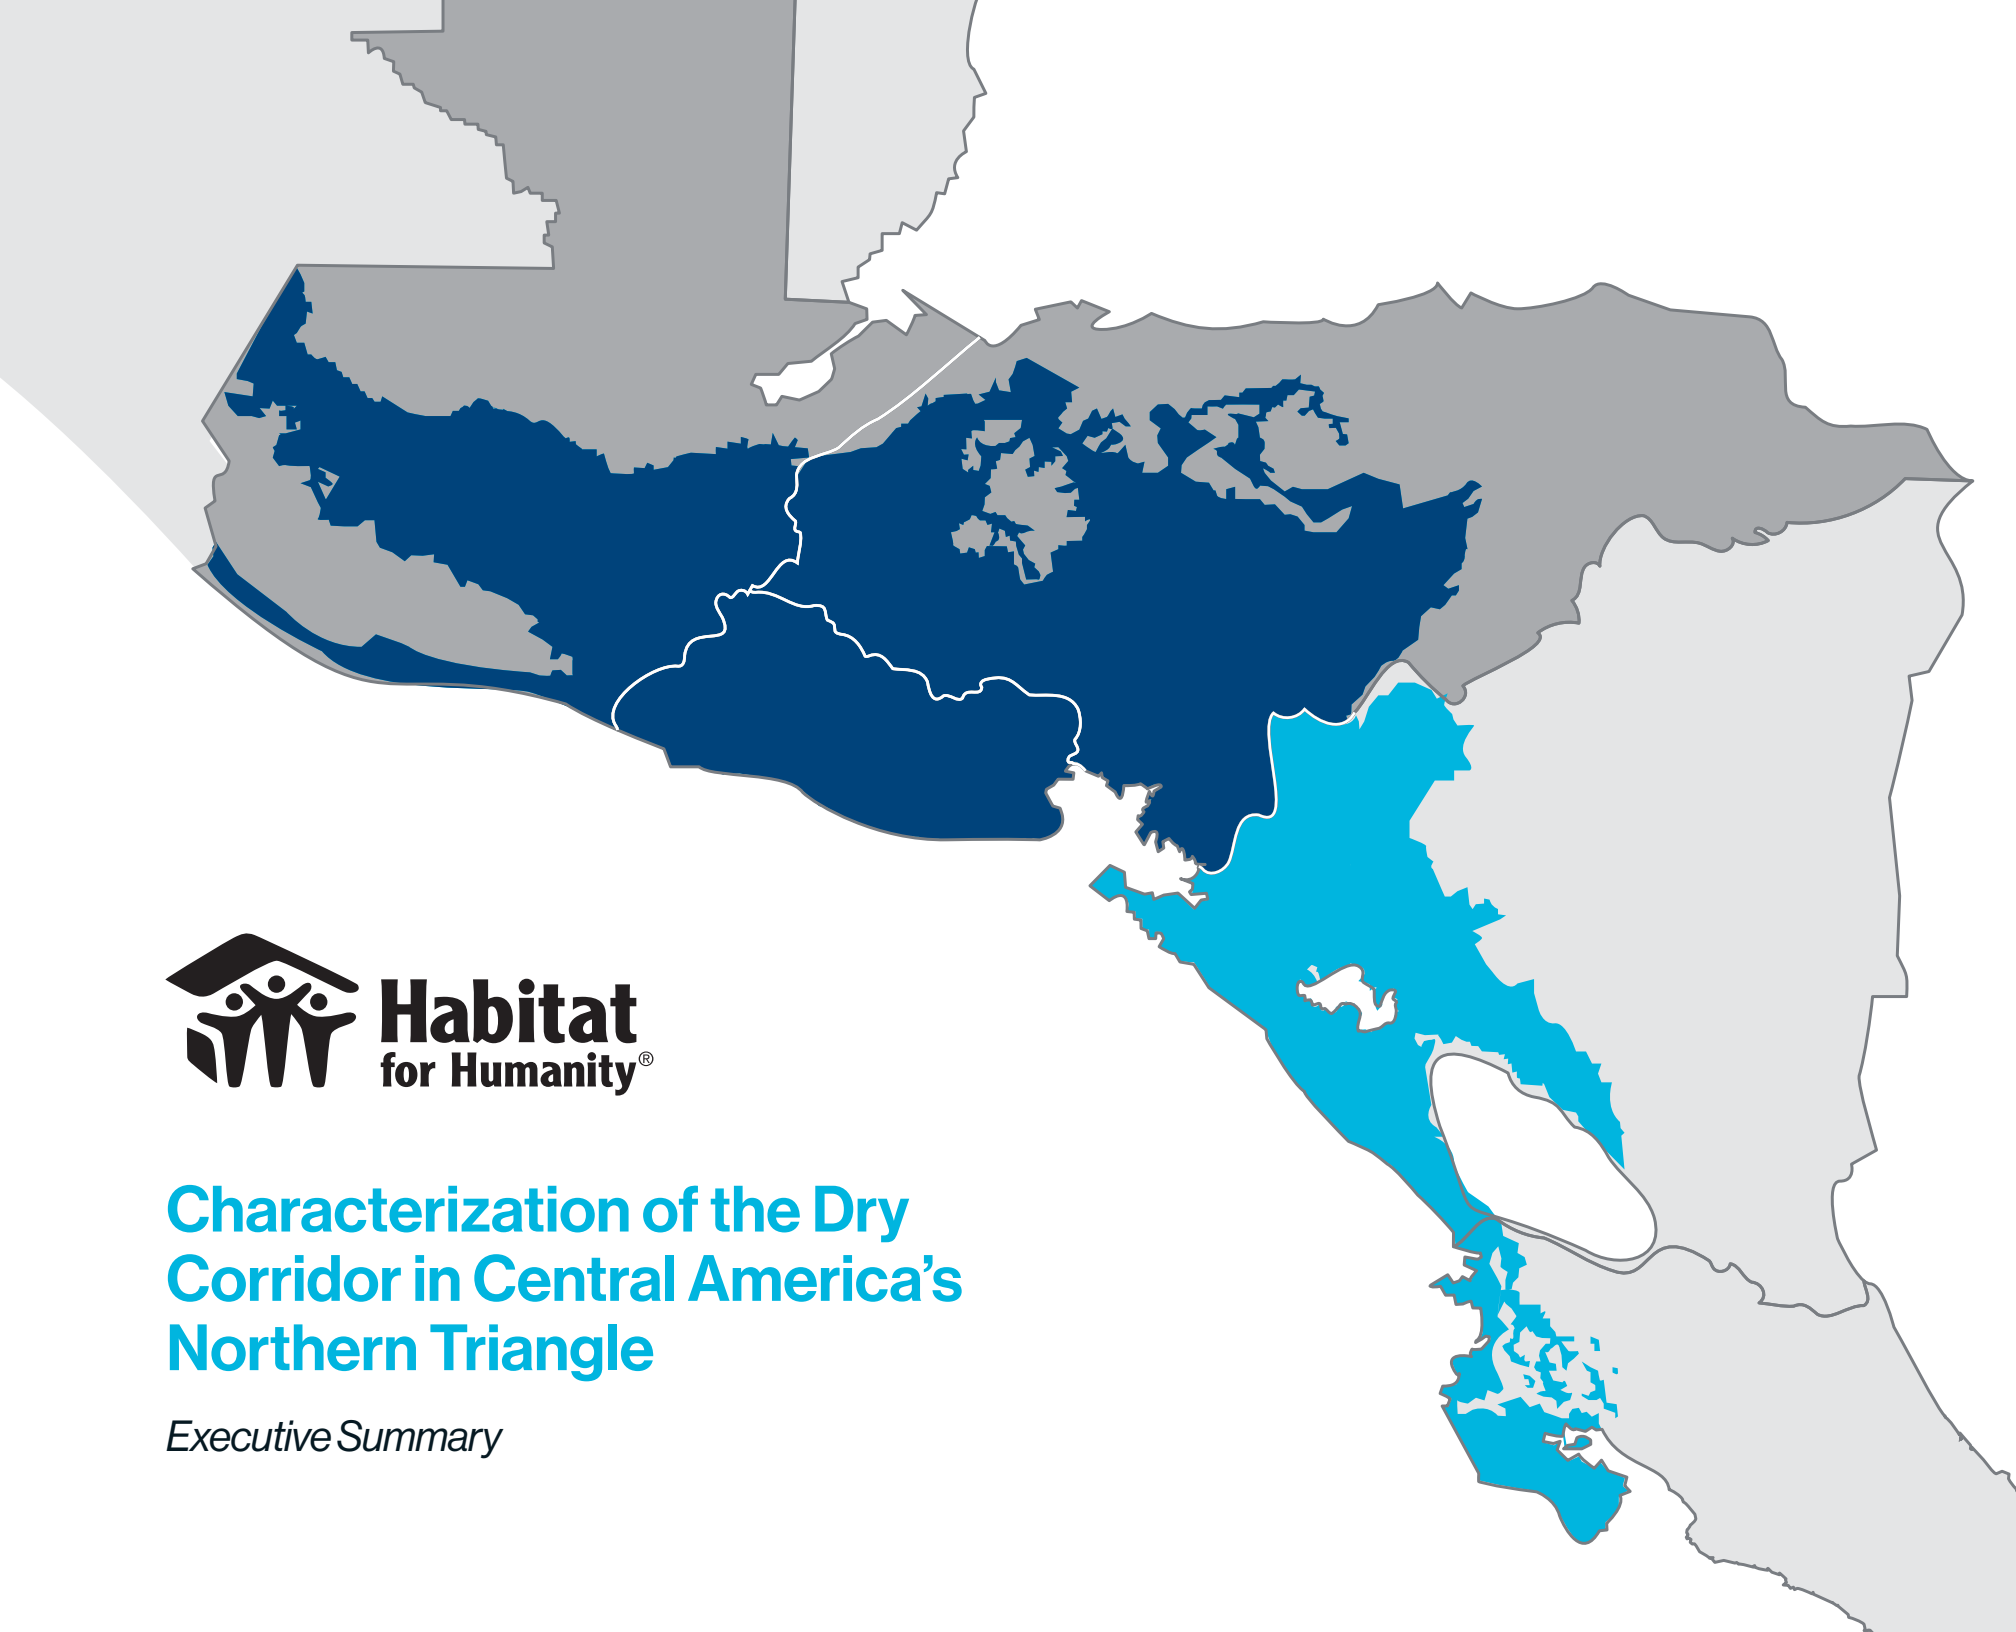 Habitat
for Humanity®
Characterization of the Dry
Corridor in Central America’s
Northern Triangle
Executive Summary